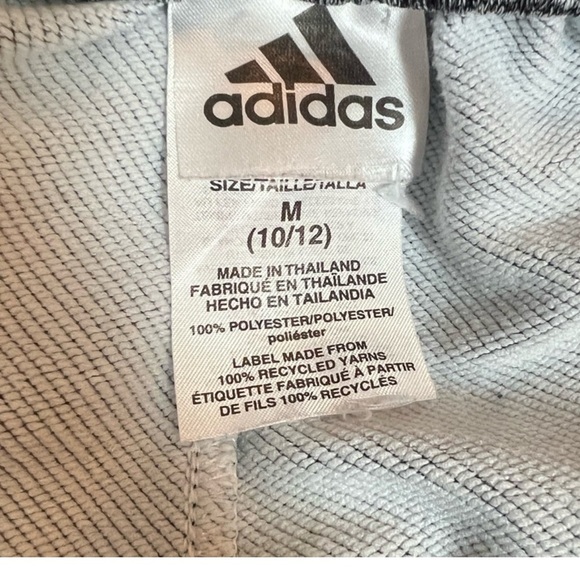 adidas
SIZE/TAILLE/TALLA
M
(10/12)
MADE IN THAILAND
FABRIQUÉ EN THAÏLANDE
HECHO EN TAILANDIA
100% POLYESTER/POLYESTER/
poliéster
LABEL MADE FROM
100% RECYCLED YARNS
ÉTIQUETTE FABRIQUÉ À PARTIR
DE FILS 100% RECYCLÉS